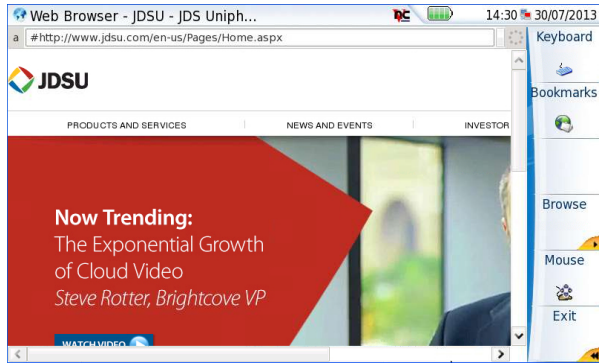 Web Browser - JDSU - JDS Uniph...
14:30 30/07/2013
a #http://www.jdsu.com/en-us/Pages/Home.aspx
Keyboard
JDSU
Bookmarks
PRODUCTS AND SERVICES NEWS AND EVENTS INVESTOR
Now Trending:
The Exponential Growth
of Cloud Video
Steve Rotter, Brightcove VP
WATCH VIDEO
Browse
Mouse
Exit